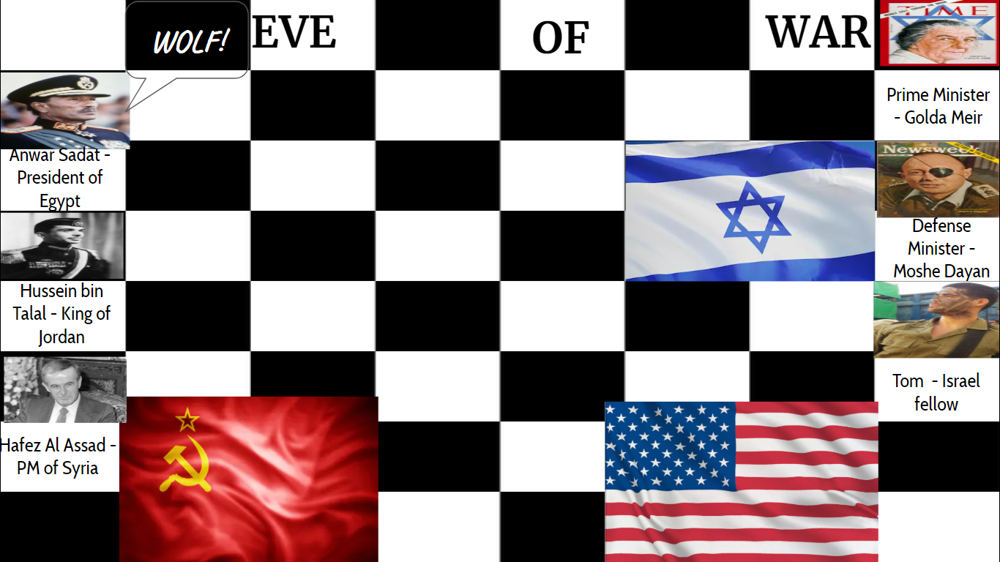 WOLF!
EVE OF WAR
TIME
Prime Minister
- Golda Meir
Anwar Sadat -
President of
Egypt
Newsweek
Defense
Minister -
Moshe Dayan
Hussein bin
Talal - King of
Jordan
Tom - Israel
fellow
Hafez Al Assad -
PM of Syria